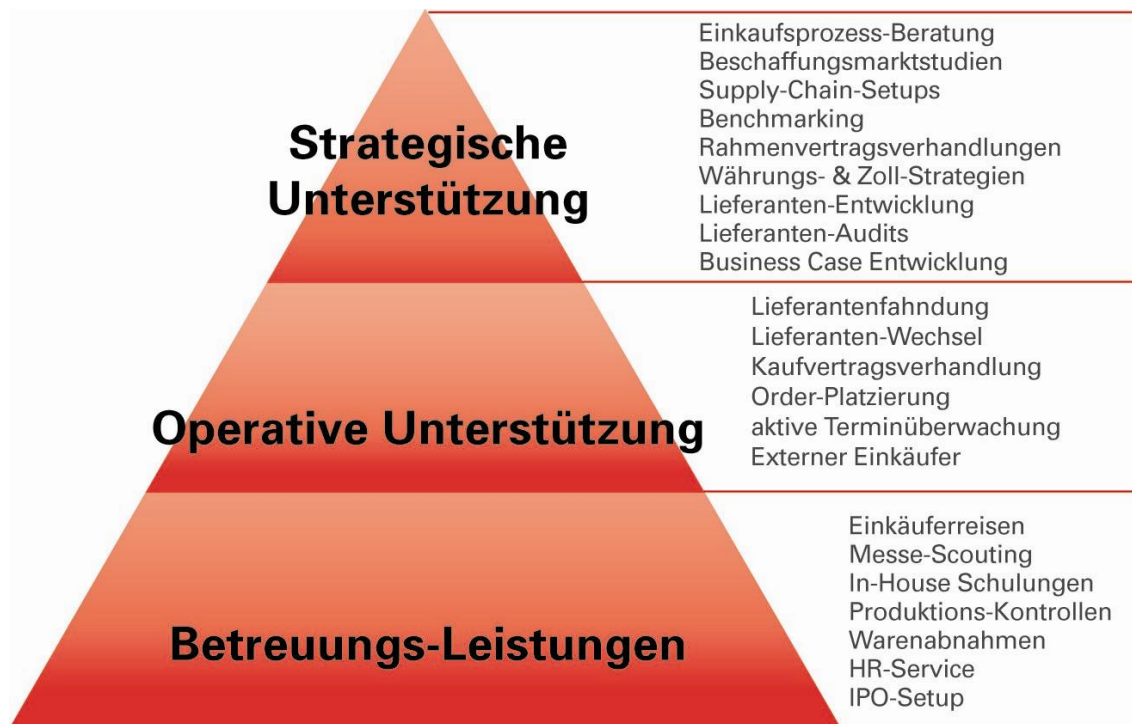 Strategische
Unterstützung
Einkaufsprozess-Beratung
Beschaffungsmarktstudien
Supply-Chain-Setups
Benchmarking
Rahmenvertragsverhandlungen
Währungs- & Zoll-Strategien
Lieferanten-Entwicklung
Lieferanten-Audits
Business Case Entwicklung
Operative Unterstützung
Lieferantenfahndung
Lieferanten-Wechsel
Kaufvertragsverhandlung
Order-Platzierung
aktive Terminüberwachung
Externer Einkäufer
Betreuungs-Leistungen
Einkäuferreisen
Messe-Scouting
In-House Schulungen
Produktions-Kontrollen
Warenabnahmen
HR-Service
IPO-Setup